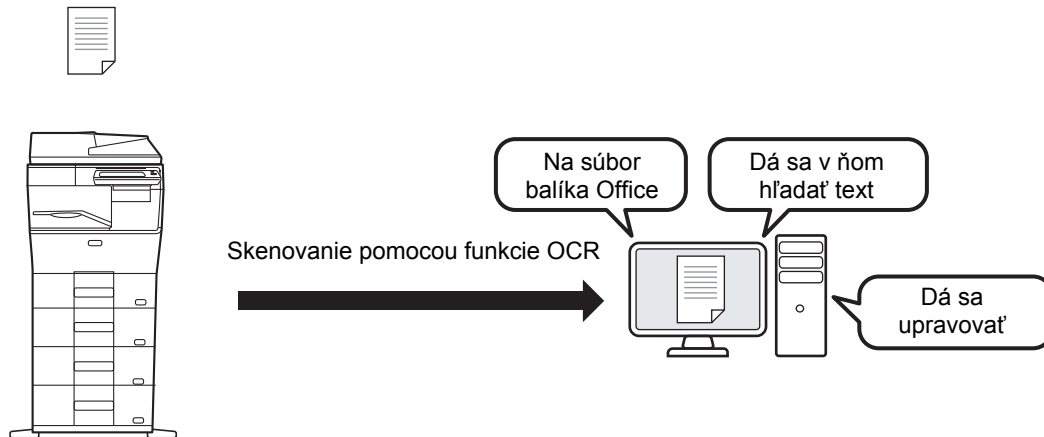 Na súbor
balíka Office
Dá sa v ňom
hľadať text
Skenovanie pomocou funkcie OCR
Dá sa
upravovať